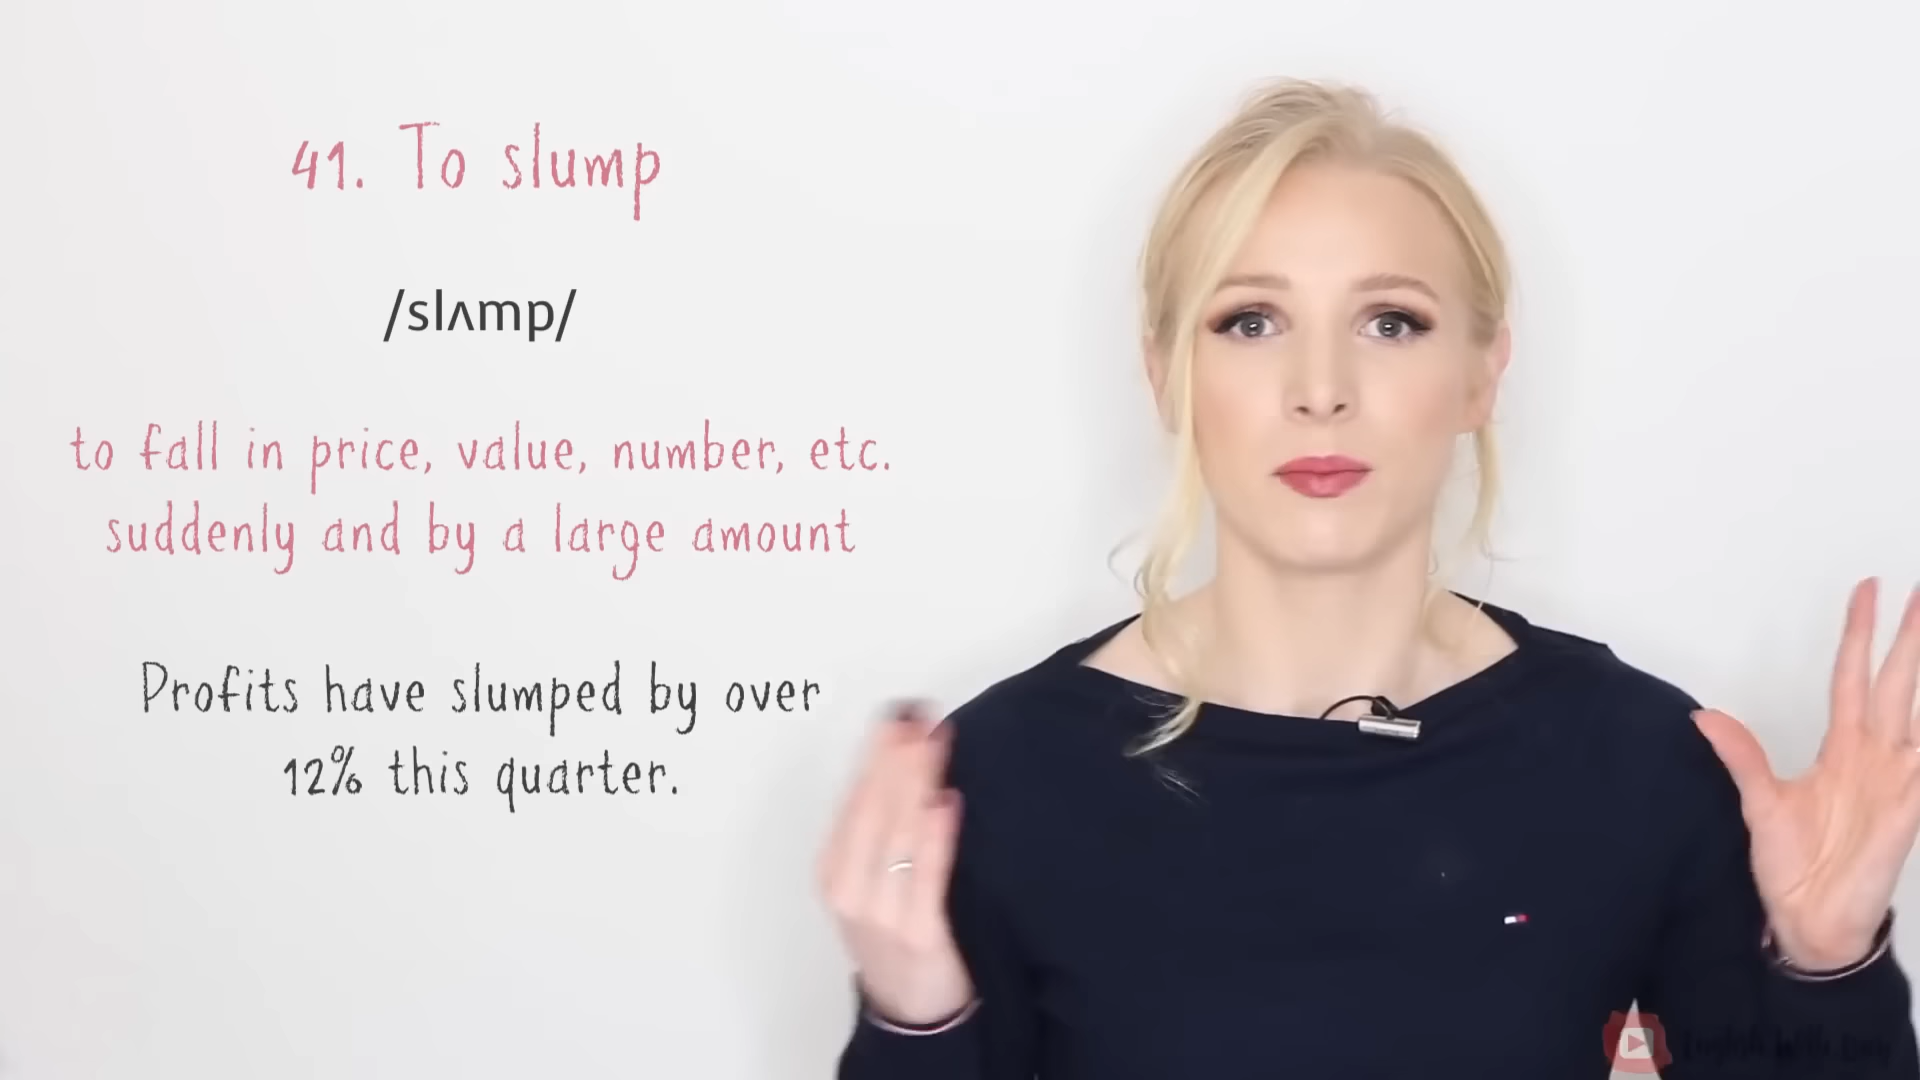 41. To slump
/slʌmp/
to fall in price, value, number, etc.
suddenly and by a large amount
Profits have slumped by over
12% this quarter.